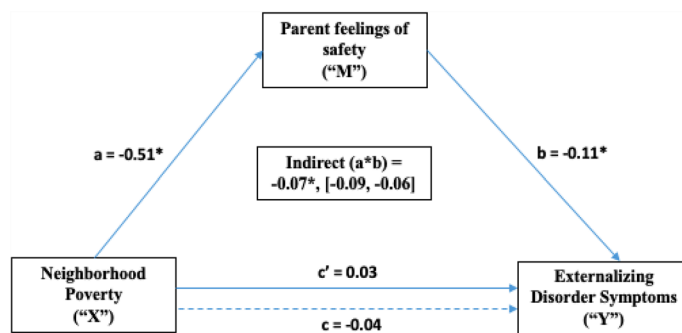 Parent feelings of
safety
(“M”)
a = -0.51*
b = -0.11*
Indirect (a*b) =
-0.07*, [-0.09, -0.06]
Neighborhood
Poverty
(“X”)
c’ = 0.03
c = -0.04
Externalizing
Disorder Symptoms
(“Y”)